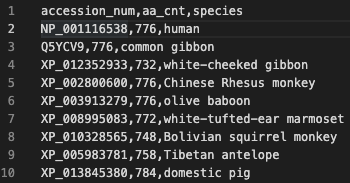 1 accession_num,aa_cnt,species
2 NP_001116538,776,human
3 Q5YCV9,776,common gibbon
4 XP_012352933,732,white-cheeked gibbon
5 XP_002800600,776,Chinese Rhesus monkey
6 XP_003913279,776,olive baboon
7 XP_008995083,772,white-tufted-ear marmoset
8 XP_010328565,748,Bolivian squirrel monkey
9 XP_005983781,758,Tibetan antelope
10 XP_013845380,784,domestic pig